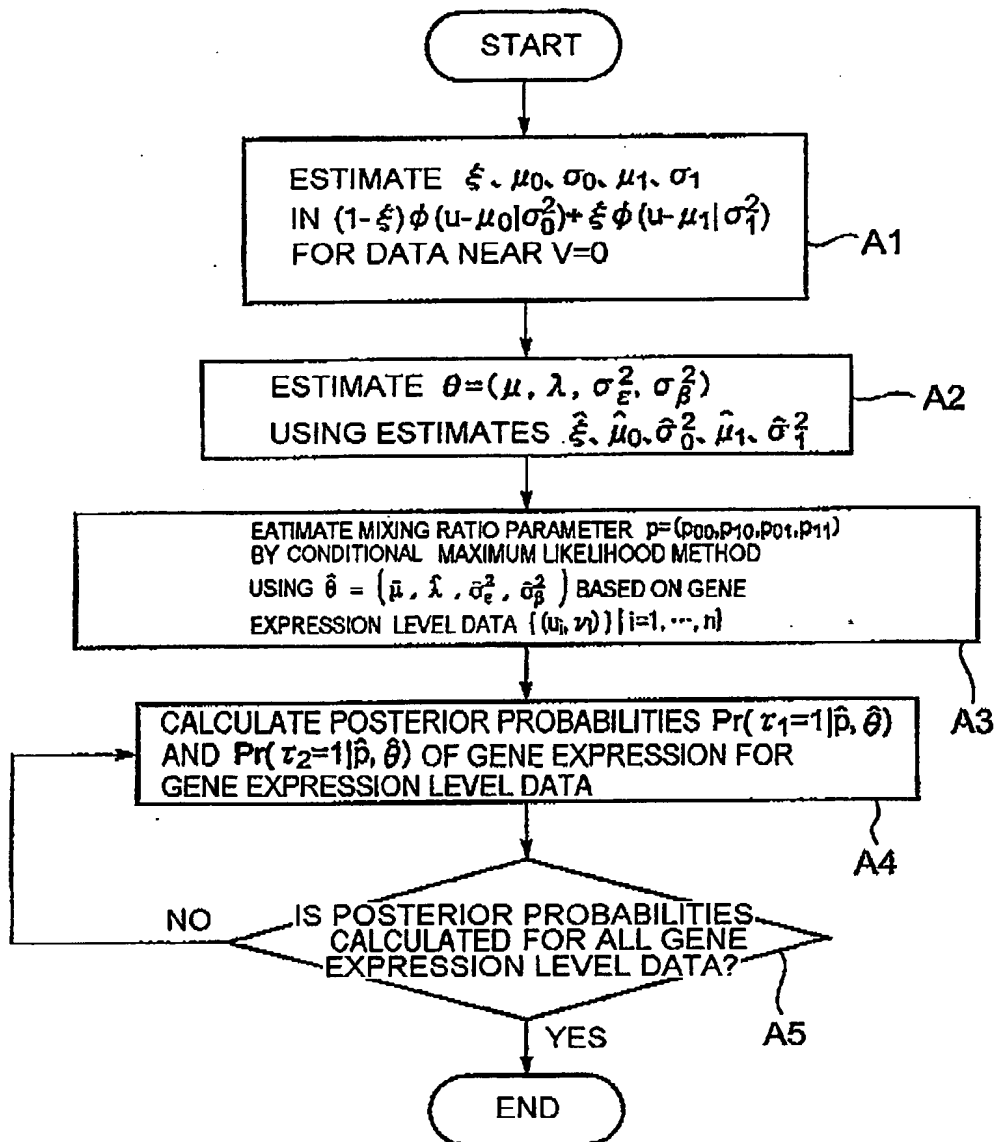 START
ESTIMATE ξ、μ0、σ0、μ1、σ1
IN (1-ξ)φ(u-μ0|σ0²)+ξφ(u-μ1|σ1²)
FOR DATA NEAR V=0
A1
ESTIMATE θ=(μ, λ, σε², σβ²)
USING ESTIMATES ξ̂、μ̂0、σ̂0²、μ̂1、σ̂1²
A2
EATIMATE MIXING RATIO PARAMETER p=(p00,p10,p01,p11)
BY CONDITIONAL MAXIMUM LIKELIHOOD METHOD
USING θ̂ = (μ̂, λ̂, σ̂ε², σ̂β²) BASED ON GENE
EXPRESSION LEVEL DATA {(ui, νi)}|i=1, ···, n}
A3
CALCULATE POSTERIOR PROBABILITIES Pr(τ1=1|p̂, θ̂)
AND Pr(τ2=1|p̂, θ̂) OF GENE EXPRESSION FOR
GENE EXPRESSION LEVEL DATA
A4
NO
IS POSTERIOR PROBABILITIES
CALCULATED FOR ALL GENE
EXPRESSION LEVEL DATA?
A5
YES
END